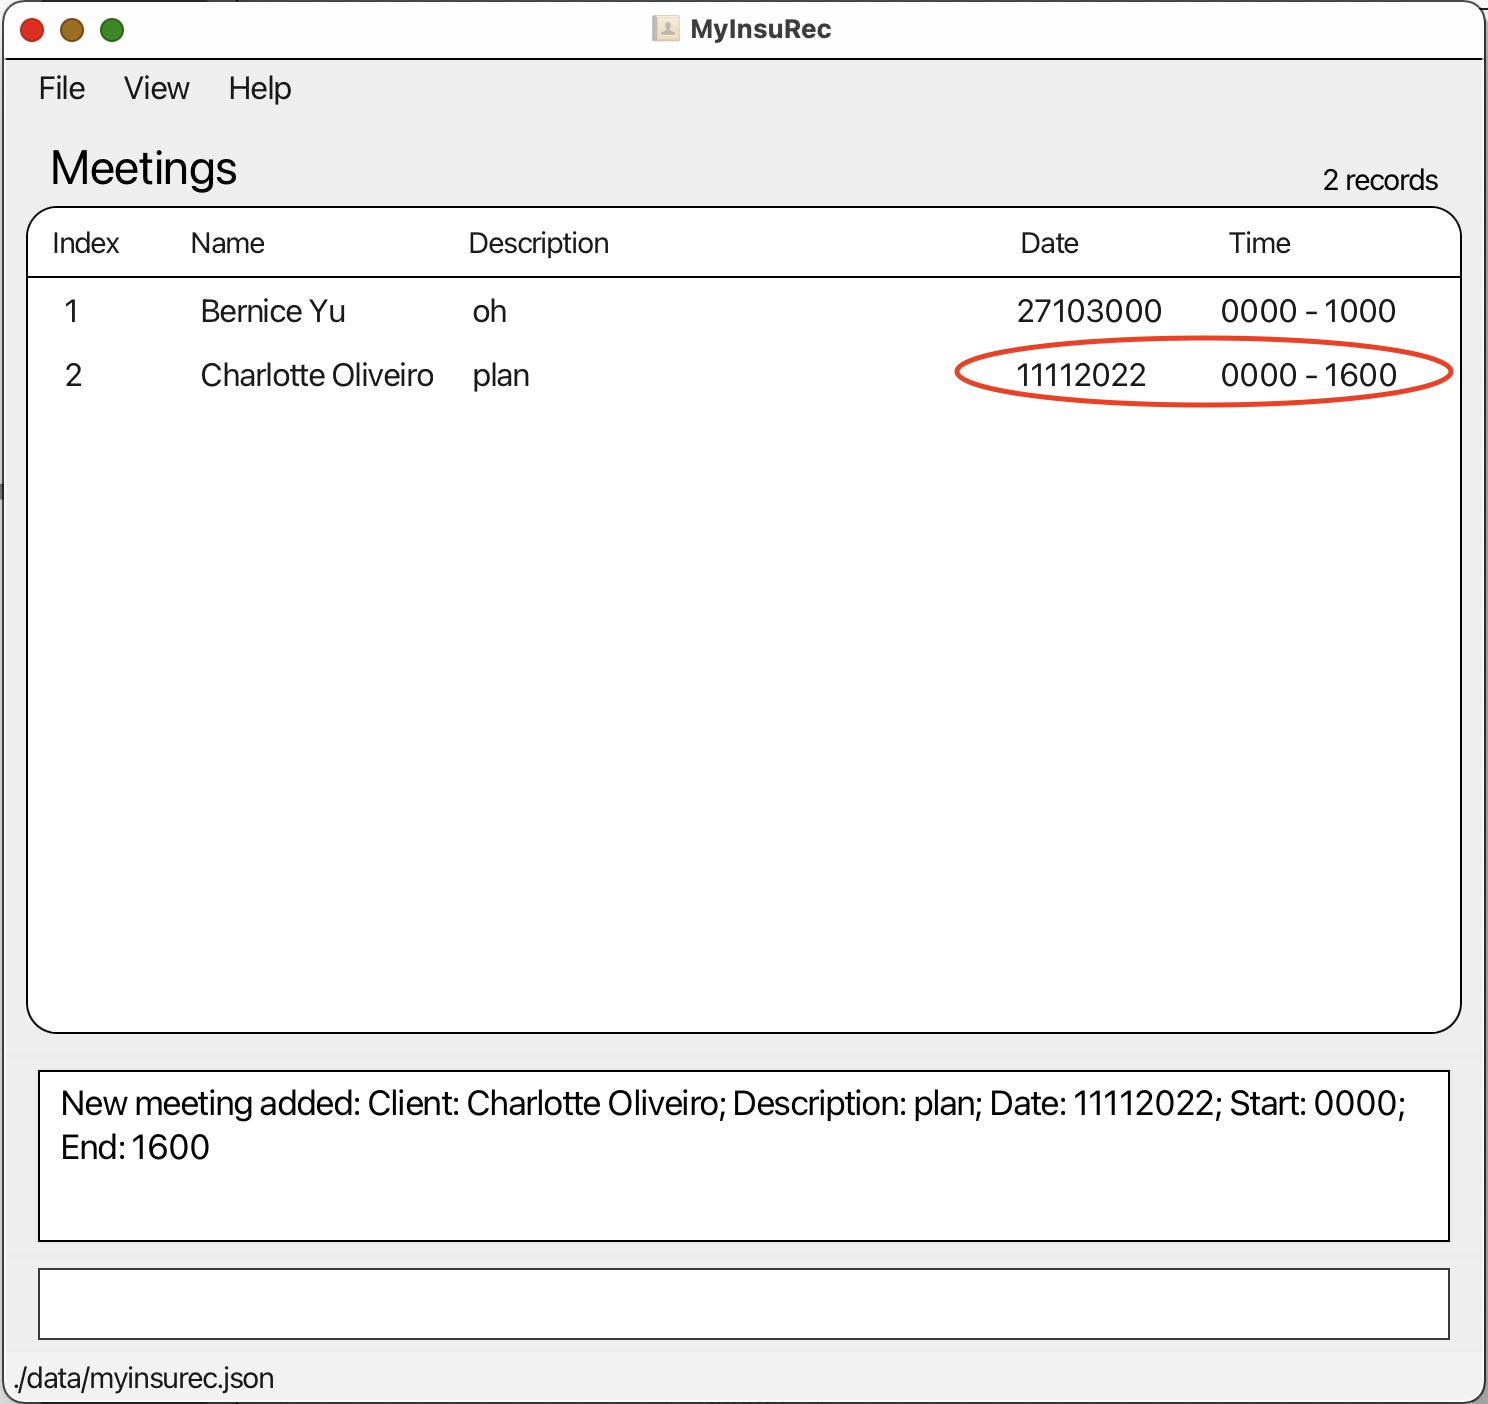 MyInsuRec
File View Help
Meetings
2 records
Index Name Description Date Time
1 Bernice Yu oh 27103000 0000 - 1000
2 Charlotte Oliveiro plan 11112022 0000 - 1600
New meeting added: Client: Charlotte Oliveiro; Description: plan; Date: 11112022; Start: 0000;
End: 1600
./data/myinsurec.json